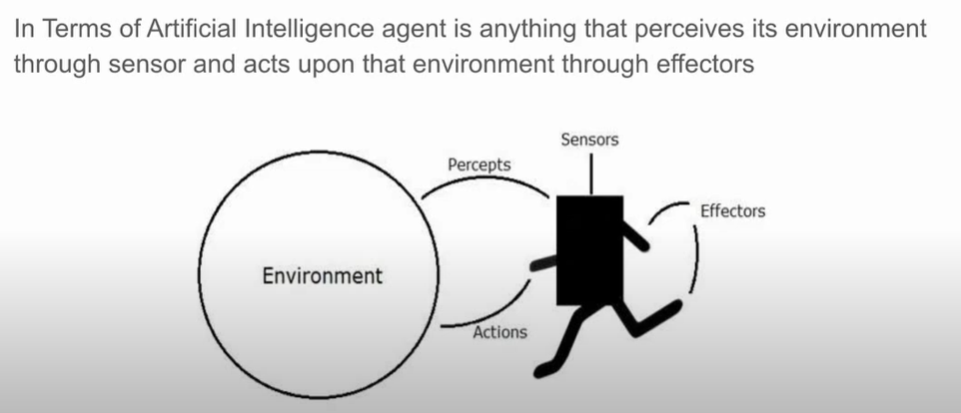 In Terms of Artificial Intelligence agent is anything that perceives its environment
through sensor and acts upon that environment through effectors
Sensors
Percepts
Effectors
Environment
Actions